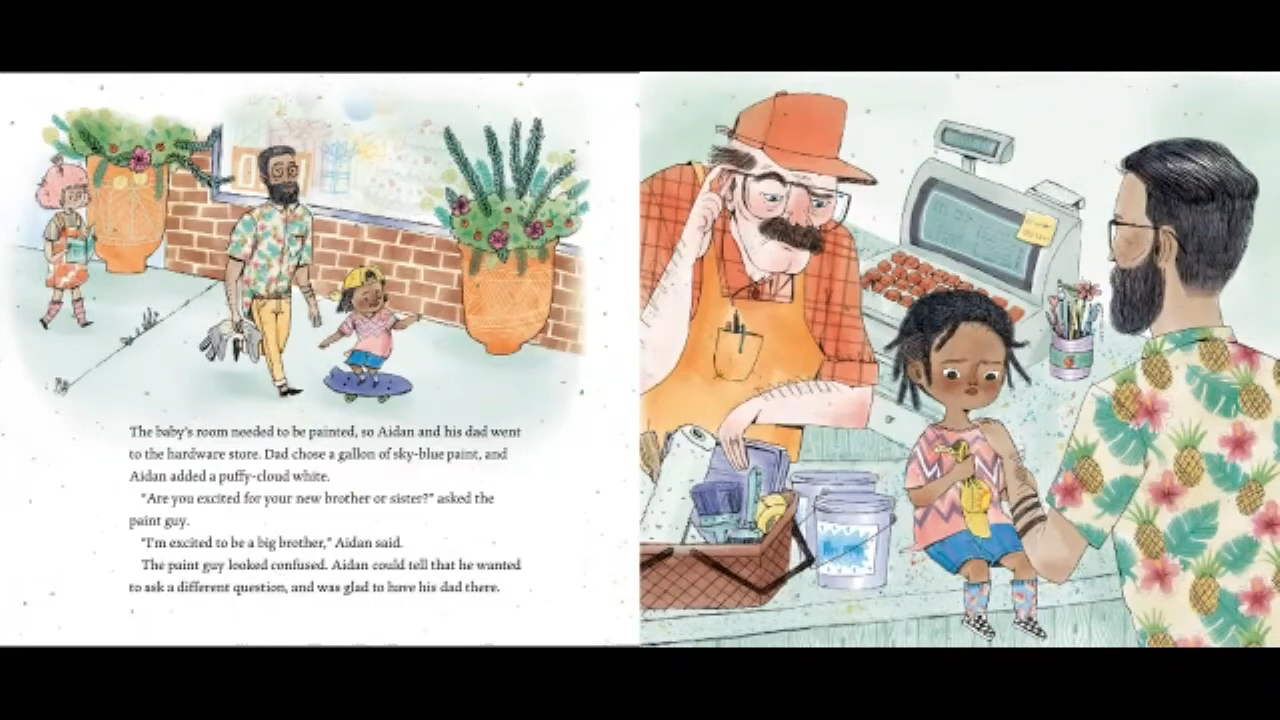 The baby's room needed to be painted, so Aidan and his dad went
to the hardware store. Dad chose a gallon of sky-blue paint, and
Aidan added a puffy-cloud white.
"Are you excited for your new brother or sister?" asked the
paint guy.
"I'm excited to be a big brother," Aidan said.
The paint guy looked confused. Aidan could tell that he wanted
to ask a different question, and was glad to have his dad there.